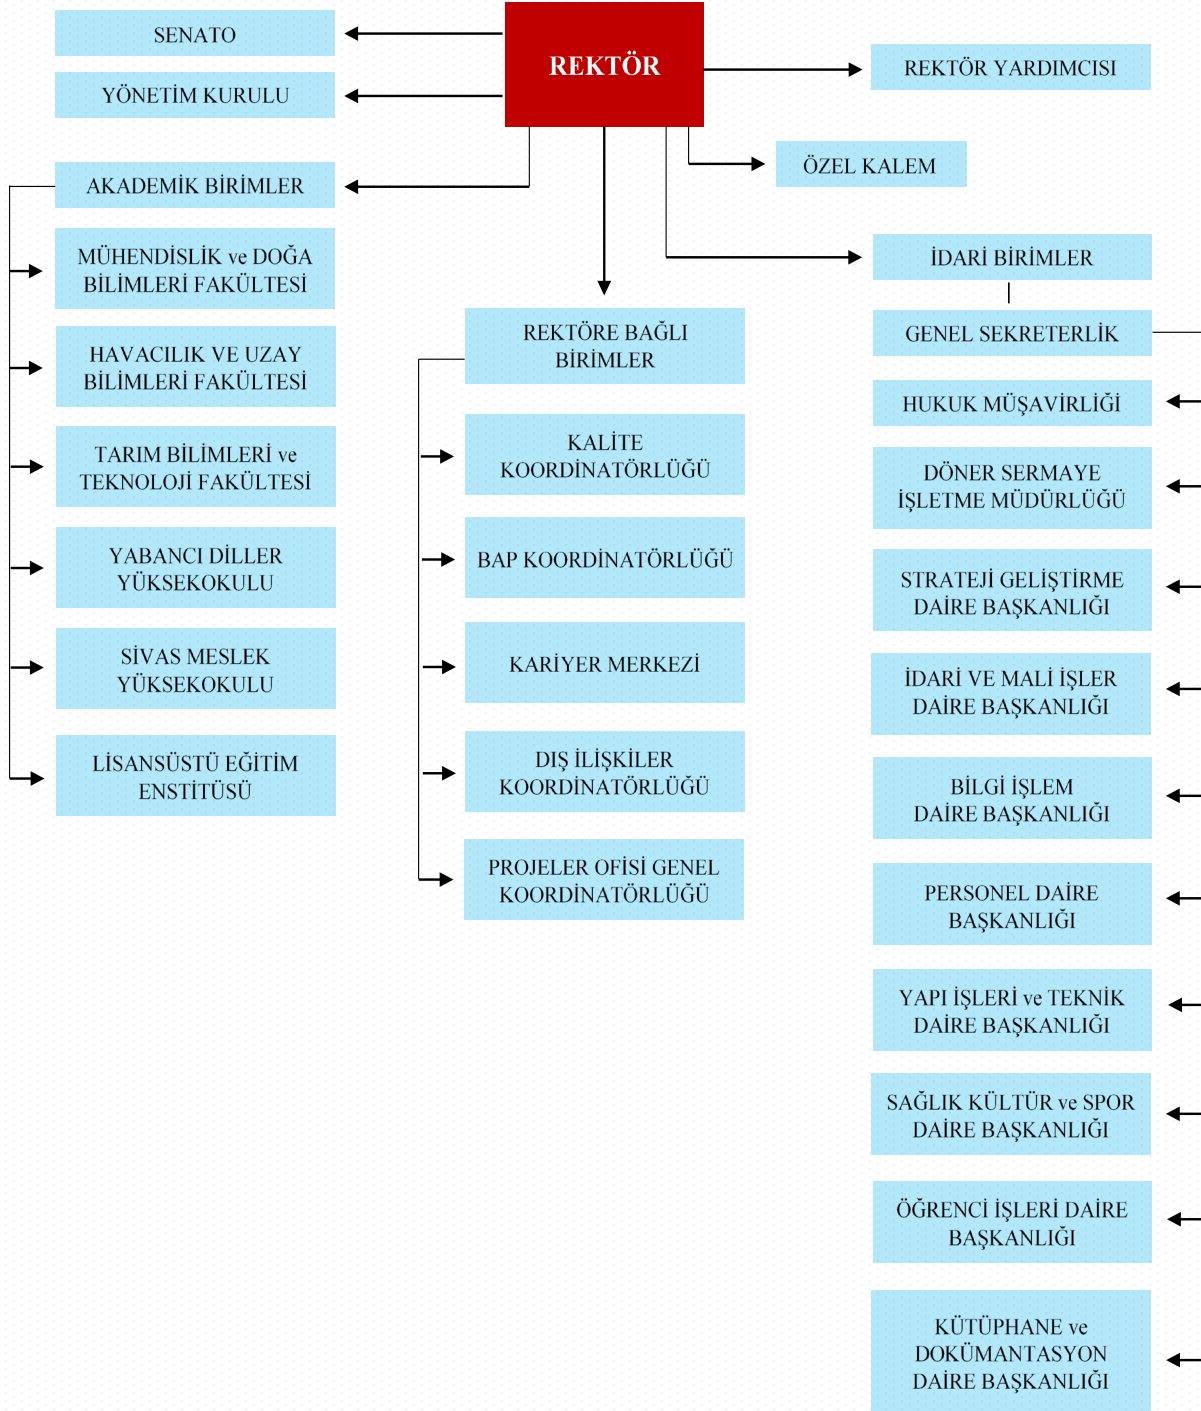 SENATO
YÖNETİM KURULU
REKTÖR
REKTÖR YARDIMCISI
ÖZEL KALEM
AKADEMİK BİRİMLER
MÜHENDİSLİK ve DOĞA
BİLİMLERİ FAKÜLTESİ
HAVACILIK VE UZAY
BİLİMLERİ FAKÜLTESİ
TARIM BİLİMLERİ ve
TEKNOLOJİ FAKÜLTESİ
YABANCI DİLLER
YÜKSEKOKULU
SİVAS MESLEK
YÜKSEKOKULU
LİSANSÜSTÜ EĞİTİM
ENSTİTÜSÜ
REKTÖRE BAĞLI
BİRİMLER
KALİTE
KOORDİNATÖRLÜĞÜ
BAP KOORDİNATÖRLÜĞÜ
KARİYER MERKEZİ
DIŞ İLİŞKİLER
KOORDİNATÖRLÜĞÜ
PROJELER OFİSİ GENEL
KOORDİNATÖRLÜĞÜ
İDARİ BİRİMLER
GENEL SEKRETERLİK
HUKUK MÜŞAVİRLİĞİ
DÖNER SERMAYE
İŞLETME MÜDÜRLÜĞÜ
STRATEJİ GELİŞTİRME
DAİRE BAŞKANLIĞI
İDARİ VE MALİ İŞLER
DAİRE BAŞKANLIĞI
BİLGİ İŞLEM
DAİRE BAŞKANLIĞI
PERSONEL DAİRE
BAŞKANLIĞI
YAPI İŞLERİ ve TEKNİK
DAİRE BAŞKANLIĞI
SAĞLIK KÜLTÜR ve SPOR
DAİRE BAŞKANLIĞI
ÖĞRENCİ İŞLERİ DAİRE
BAŞKANLIĞI
KÜTÜPHANE ve
DOKÜMANTASYON
DAİRE BAŞKANLIĞI